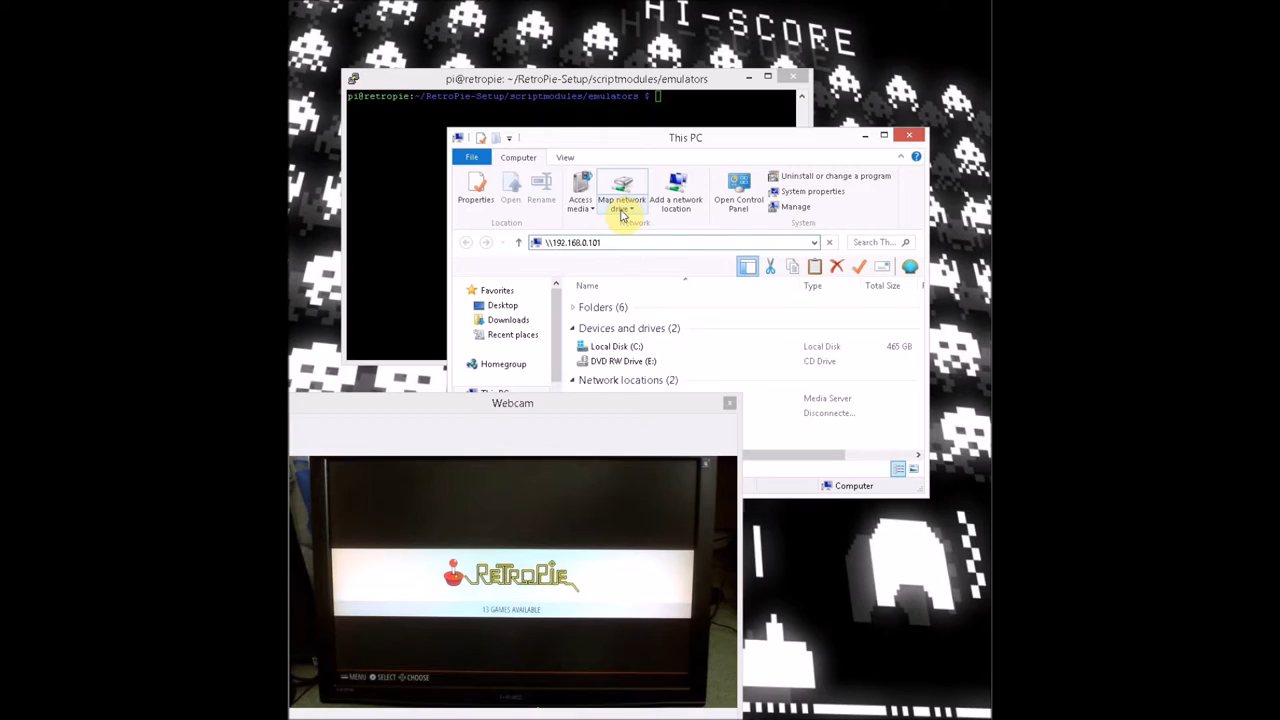 HI-SCORE
pi@retropie: ~/RetroPie-Setup/scriptmodules/emulators
pi@retropie:~/RetroPie-Setup/scriptmodules/emulators $
This PC
File
Computer
View
Properties
Open
Rename
Access media
Map network drive
Add a network location
Open Control Panel
Uninstall or change a program
System properties
Manage
Location
Network
System
\\192.168.0.101
Search Th...
Name
Type
Total Size
F
Favorites
Desktop
Downloads
Recent places
Homegroup
This PC
Folders (6)
Devices and drives (2)
Local Disk (C:)
Local Disk
465 GB
DVD RW Drive (E:)
CD Drive
Network locations (2)
Media Server
Disconnecte...
Computer
Webcam
RETROPIE
13 GAMES AVAILABLE
MENU SELECT CHOOSE